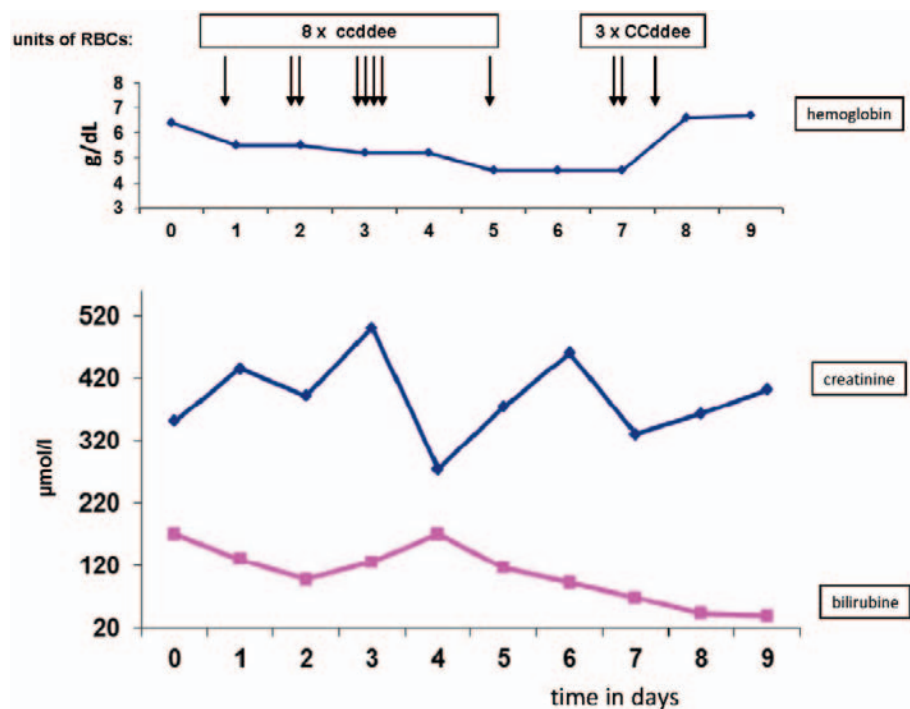 units of RBCs:
8 x ccddee
3 x CCddee
8
7
6
5
4
3
g/dL
hemoglobin
0 1 2 3 4 5 6 7 8 9
520
420
320
220
120
20
µmol/l
creatinine
bilirubine
0 1 2 3 4 5 6 7 8 9
time in days